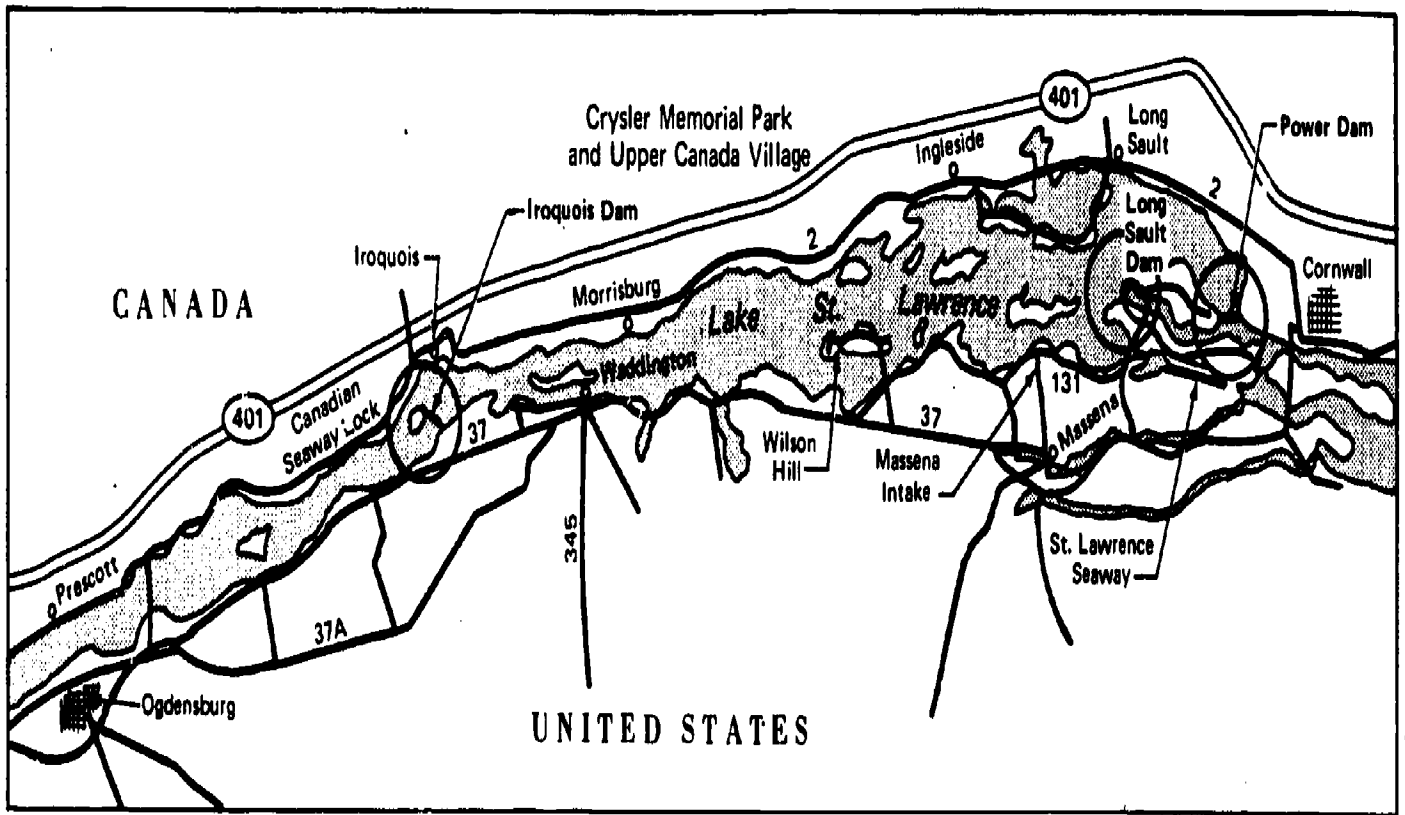 401
Long
Sault
Power Dam
Crysler Memorial Park
and Upper Canada Village
Ingleside
2
Iroquois Dam
Long
Sault
Dam
2
Iroquois
Cornwall
CANADA
Morrisburg
Lake St. Lawrence
Waddington
401
Canadian
Seaway Lock
37
131
37
Massena
Wilson
Hill
Massena
Intake
345
St. Lawrence
Seaway
Prescott
37A
Ogdensburg
UNITED STATES